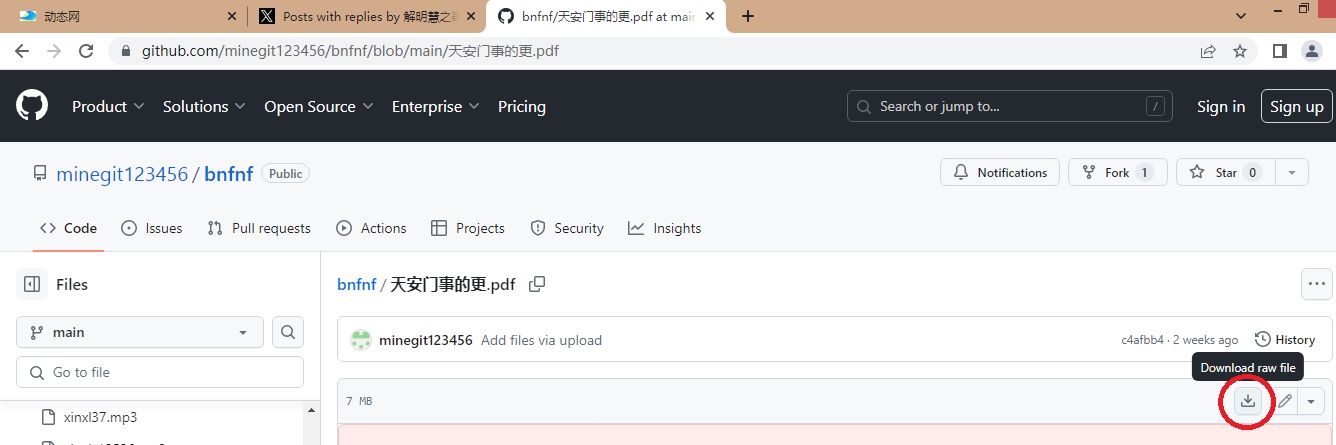 动态网
Posts with replies by 解明慧之
bnfnf/天安门事的更.pdf at main
github.com/minegit123456/bnfnf/blob/main/天安门事的更.pdf
Product Solutions Open Source Enterprise Pricing Search or jump to... / Sign in Sign up
minegit123456 / bnfnf Public Notifications Fork 1 Star 0
Code Issues Pull requests Actions Projects Security Insights
Files
bnfnf / 天安门事的更.pdf
main
minegit123456 Add files via upload c4afbb4 · 2 weeks ago History
Go to file
Download raw file
7 MB
xinxl37.mp3